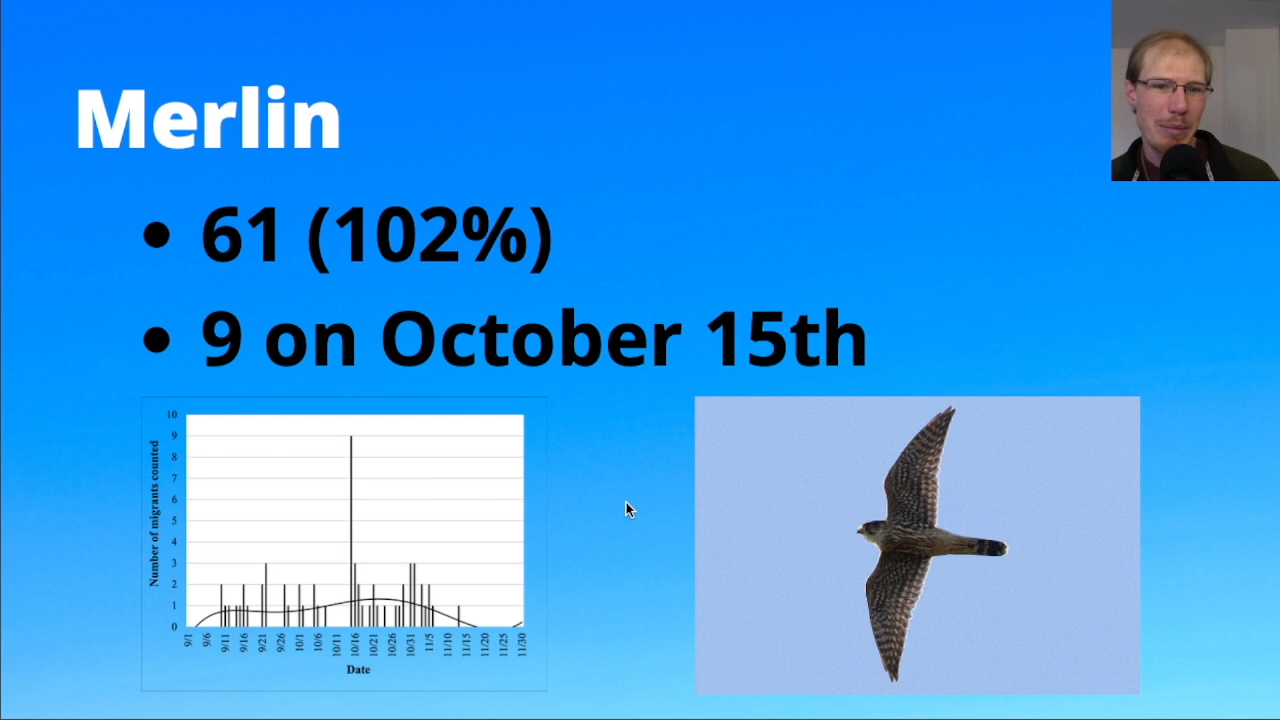 Merlin
• 61 (102%)
• 9 on October 15th
Number of migrants counted
10
9
8
7
6
5
4
3
2
1
0
9/1 9/6 9/11 9/16 9/21 9/26 10/1 10/6 10/11 10/16 10/21 10/26 10/31 11/5 11/10 11/15 11/20 11/25 11/30
Date